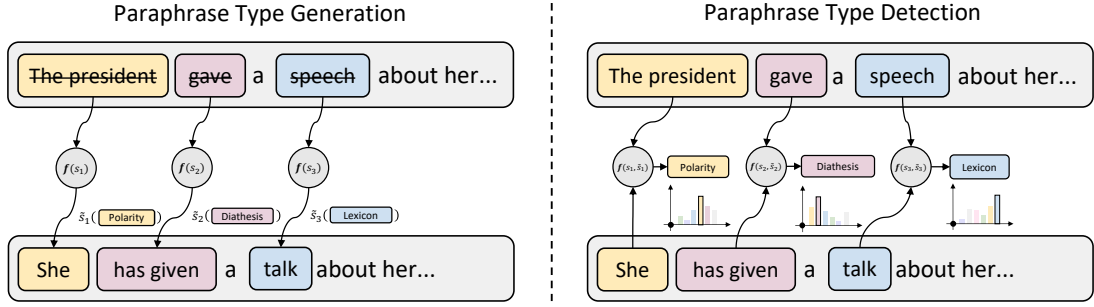 Paraphrase Type Generation
The president gave a speech about her...
f(s₁) f(s₂) f(s₃)
s̃₁( Polarity ) s̃₂( Diathesis ) s̃₃( Lexicon )
She has given a talk about her...
Paraphrase Type Detection
The president gave a speech about her...
f(s₁, s̃₁) Polarity f(s₂, s̃₂) Diathesis f(s₃, s̃₃) Lexicon
She has given a talk about her...